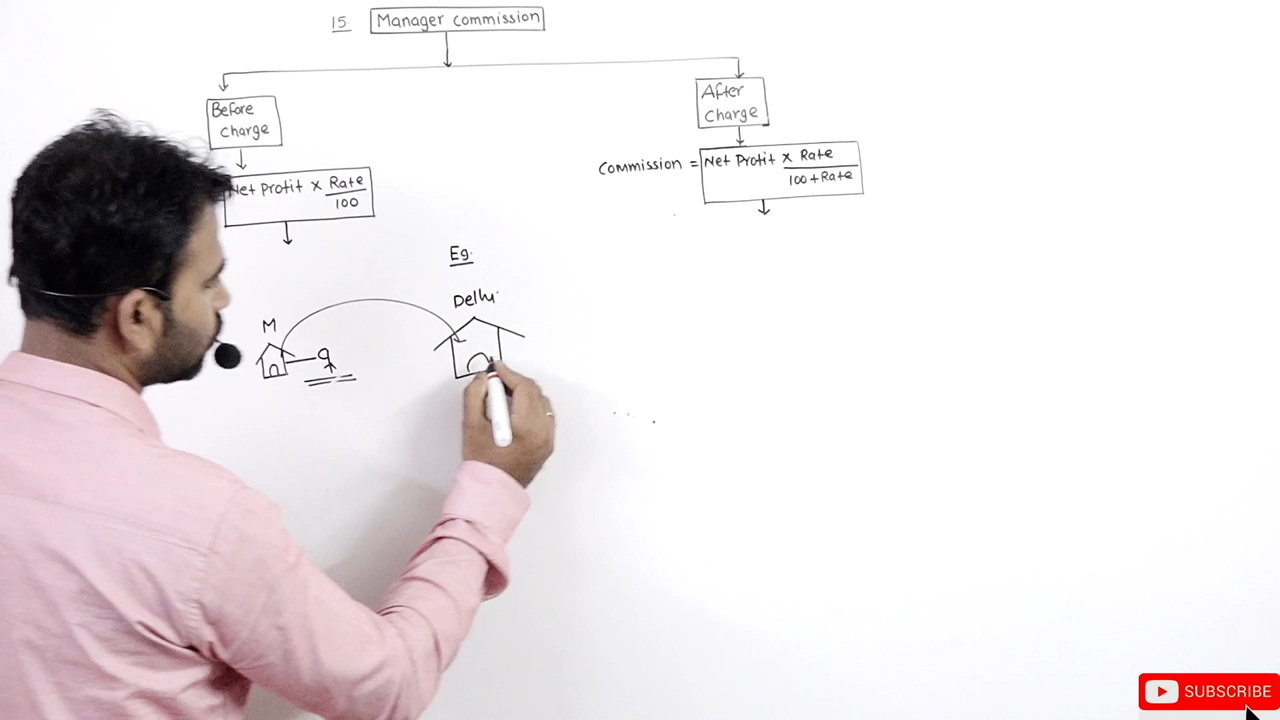 15. Manager commission
Before
charge
After
charge
Net Profit × Rate
100
Commission = Net Profit × Rate
100 + Rate
Eg.
Delhi
M
SUBSCRIBE